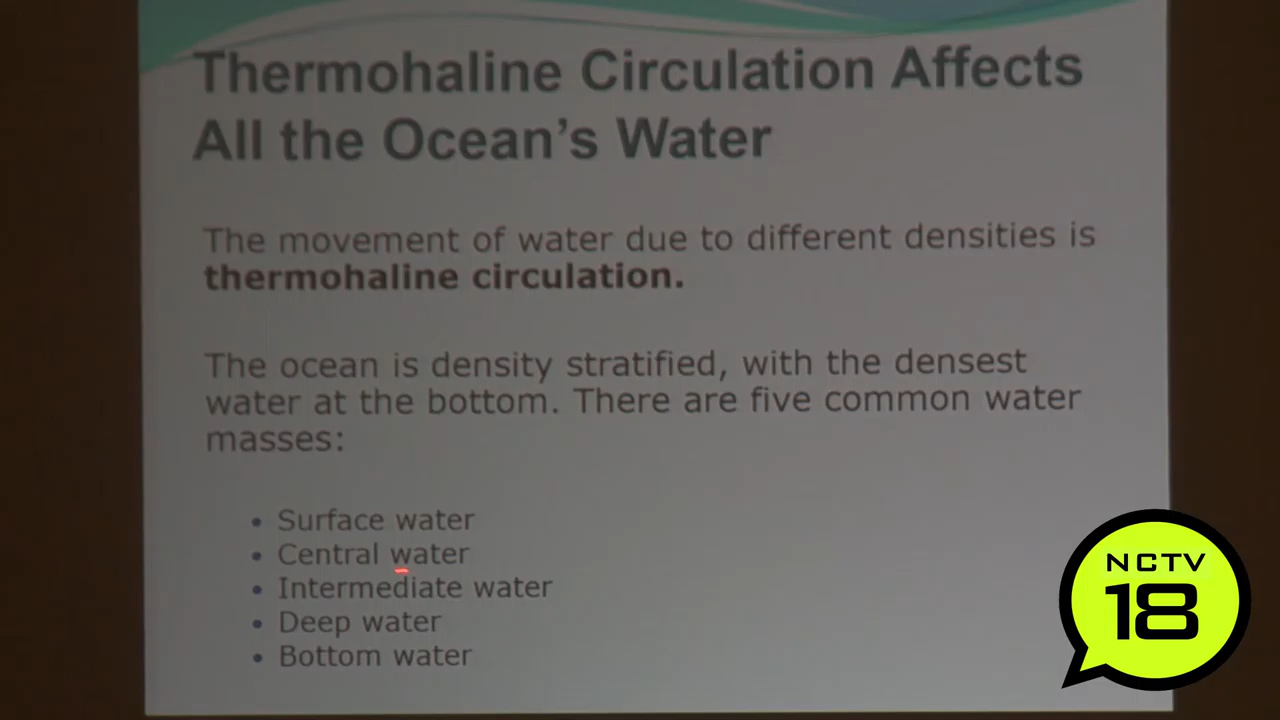 Thermohaline Circulation Affects
All the Ocean's Water
The movement of water due to different densities is
thermohaline circulation.
The ocean is density stratified, with the densest
water at the bottom. There are five common water
masses:
• Surface water
• Central water
• Intermediate water
• Deep water
• Bottom water
NCTV
18